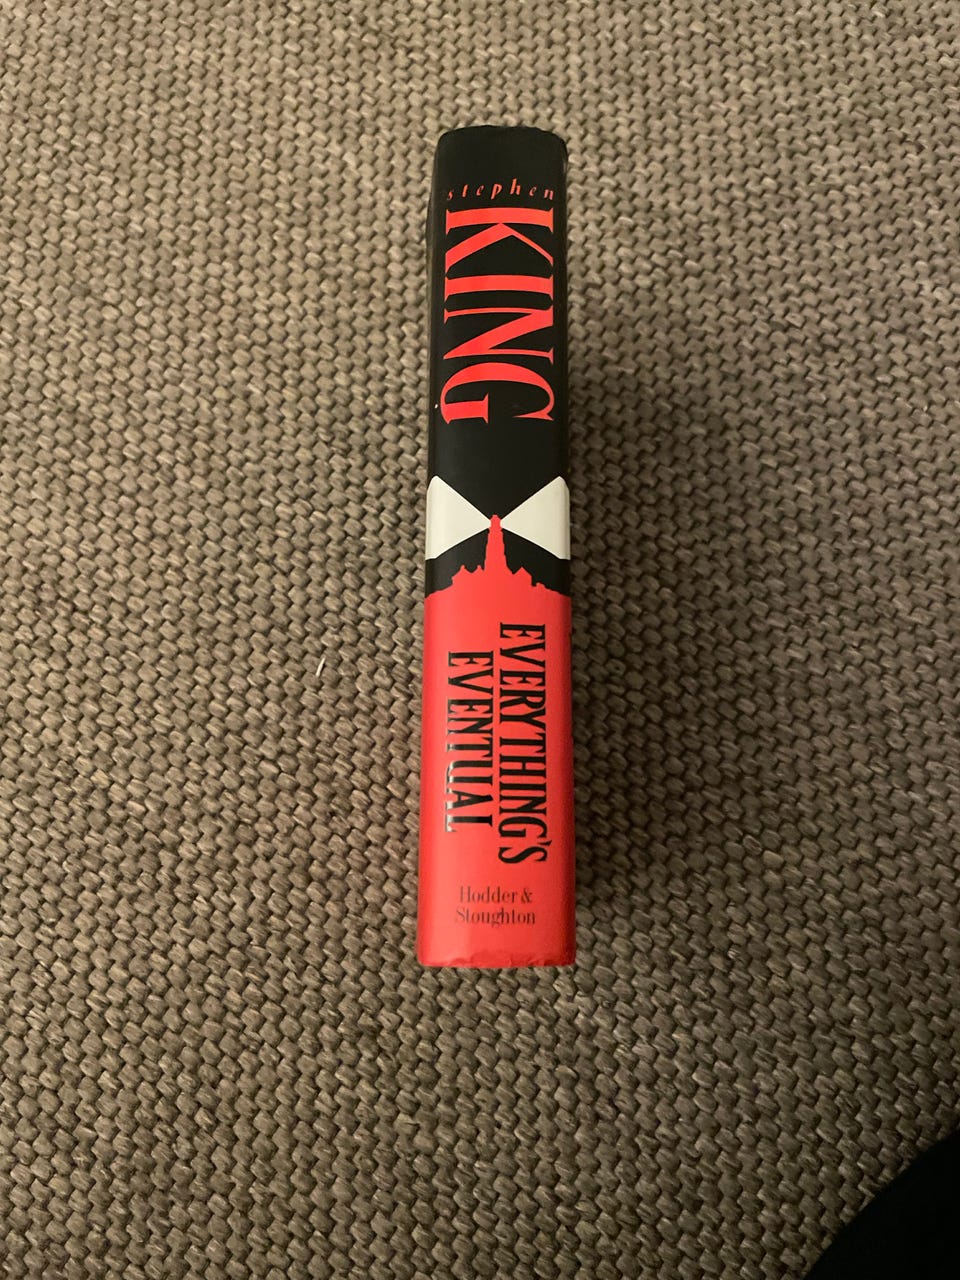 stephen
KING
EVERYTHING'S
EVENTUAL
Hodder &
Stoughton